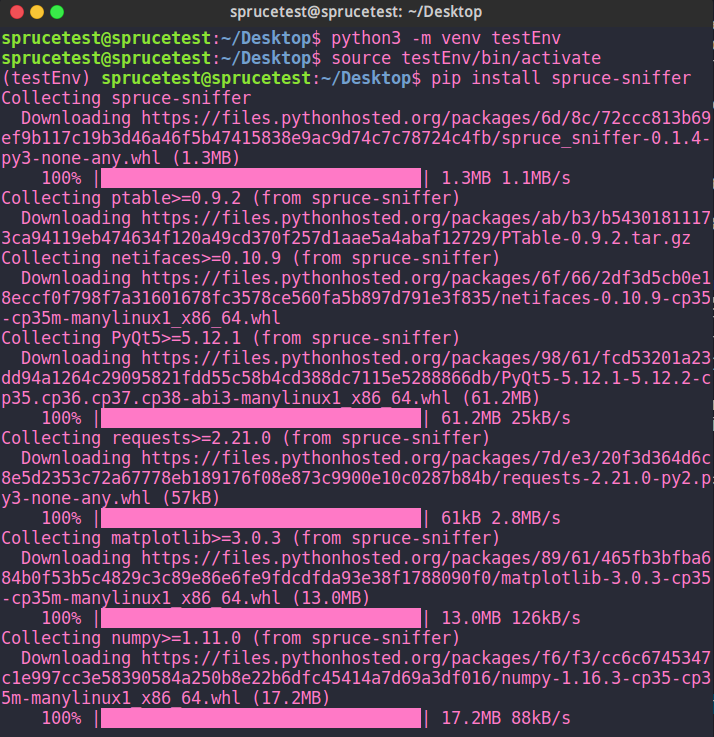 sprucetest@sprucetest: ~/Desktop
sprucetest@sprucetest:~/Desktop$ python3 -m venv testEnv
sprucetest@sprucetest:~/Desktop$ source testEnv/bin/activate
(testEnv) sprucetest@sprucetest:~/Desktop$ pip install spruce-sniffer
Collecting spruce-sniffer
  Downloading https://files.pythonhosted.org/packages/6d/8c/72ccc813b69
ef9b117c19b3d46a46f5b47415838e9ac9d74c7c78724c4fb/spruce_sniffer-0.1.4-
py3-none-any.whl (1.3MB)
    100% |████████████████████████████████| 1.3MB 1.1MB/s
Collecting ptable>=0.9.2 (from spruce-sniffer)
  Downloading https://files.pythonhosted.org/packages/ab/b3/b5430181117
3ca94119eb474634f120a49cd370f257d1aae5a4abaf12729/PTable-0.9.2.tar.gz
Collecting netifaces>=0.10.9 (from spruce-sniffer)
  Downloading https://files.pythonhosted.org/packages/6f/66/2df3d5cb0e1
8eccf0f798f7a31601678fc3578ce560fa5b897d791e3f835/netifaces-0.10.9-cp35
-cp35m-manylinux1_x86_64.whl
Collecting PyQt5>=5.12.1 (from spruce-sniffer)
  Downloading https://files.pythonhosted.org/packages/98/61/fcd53201a23
dd94a1264c29095821fdd55c58b4cd388dc7115e5288866db/PyQt5-5.12.1-5.12.2-c
p35.cp36.cp37.cp38-abi3-manylinux1_x86_64.whl (61.2MB)
    100% |████████████████████████████████| 61.2MB 25kB/s
Collecting requests>=2.21.0 (from spruce-sniffer)
  Downloading https://files.pythonhosted.org/packages/7d/e3/20f3d364d6c
8e5d2353c72a67778eb189176f08e873c9900e10c0287b84b/requests-2.21.0-py2.p
y3-none-any.whl (57kB)
    100% |████████████████████████████████| 61kB 2.8MB/s
Collecting matplotlib>=3.0.3 (from spruce-sniffer)
  Downloading https://files.pythonhosted.org/packages/89/61/465fb3bfba6
84b0f53b5c4829c3c89e86e6fe9fdcdfda93e38f1788090f0/matplotlib-3.0.3-cp35
-cp35m-manylinux1_x86_64.whl (13.0MB)
    100% |████████████████████████████████| 13.0MB 126kB/s
Collecting numpy>=1.11.0 (from spruce-sniffer)
  Downloading https://files.pythonhosted.org/packages/f6/f3/cc6c6745347
c1e997cc3e58390584a250b8e22b6dfc45414a7d69a3df016/numpy-1.16.3-cp35-cp3
5m-manylinux1_x86_64.whl (17.2MB)
    100% |████████████████████████████████| 17.2MB 88kB/s